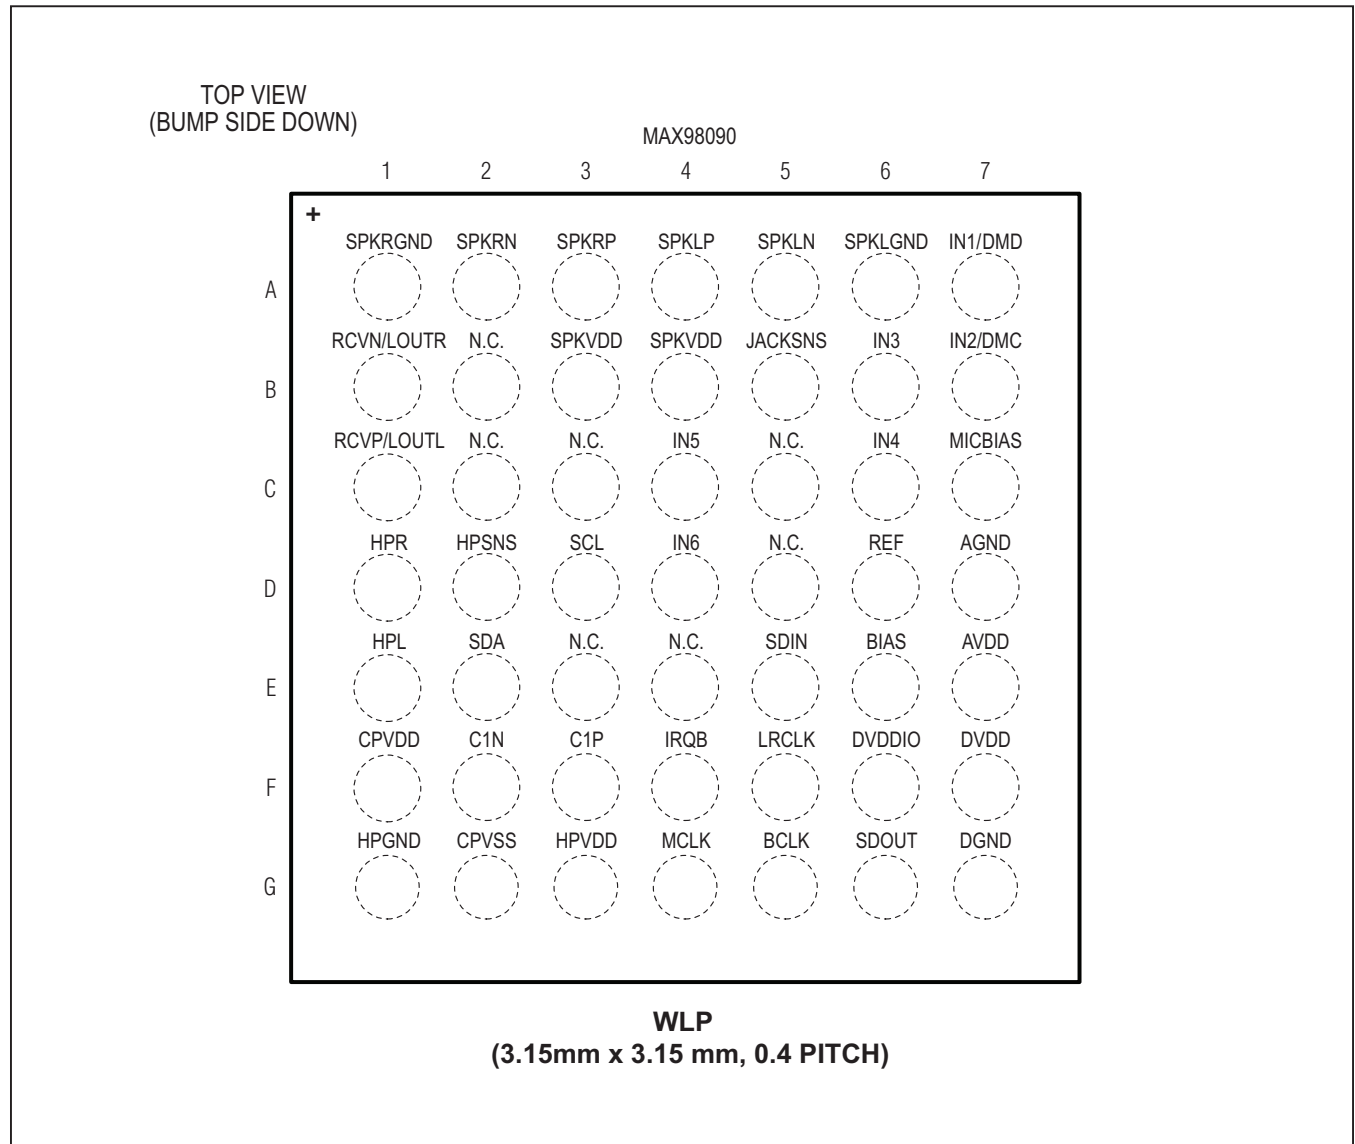 TOP VIEW
(BUMP SIDE DOWN)
MAX98090
1 2 3 4 5 6 7
+
SPKRGND SPKRN SPKRP SPKLP SPKLN SPKLGND IN1/DMD
A
RCVN/LOUTR N.C. SPKVDD SPKVDD JACKSNS IN3 IN2/DMC
B
RCVP/LOUTL N.C. N.C. IN5 N.C. IN4 MICBIAS
C
HPR HPSNS SCL IN6 N.C. REF AGND
D
HPL SDA N.C. N.C. SDIN BIAS AVDD
E
CPVDD C1N C1P IRQB LRCLK DVDDIO DVDD
F
HPGND CPVSS HPVDD MCLK BCLK SDOUT DGND
G
WLP
(3.15mm x 3.15 mm, 0.4 PITCH)